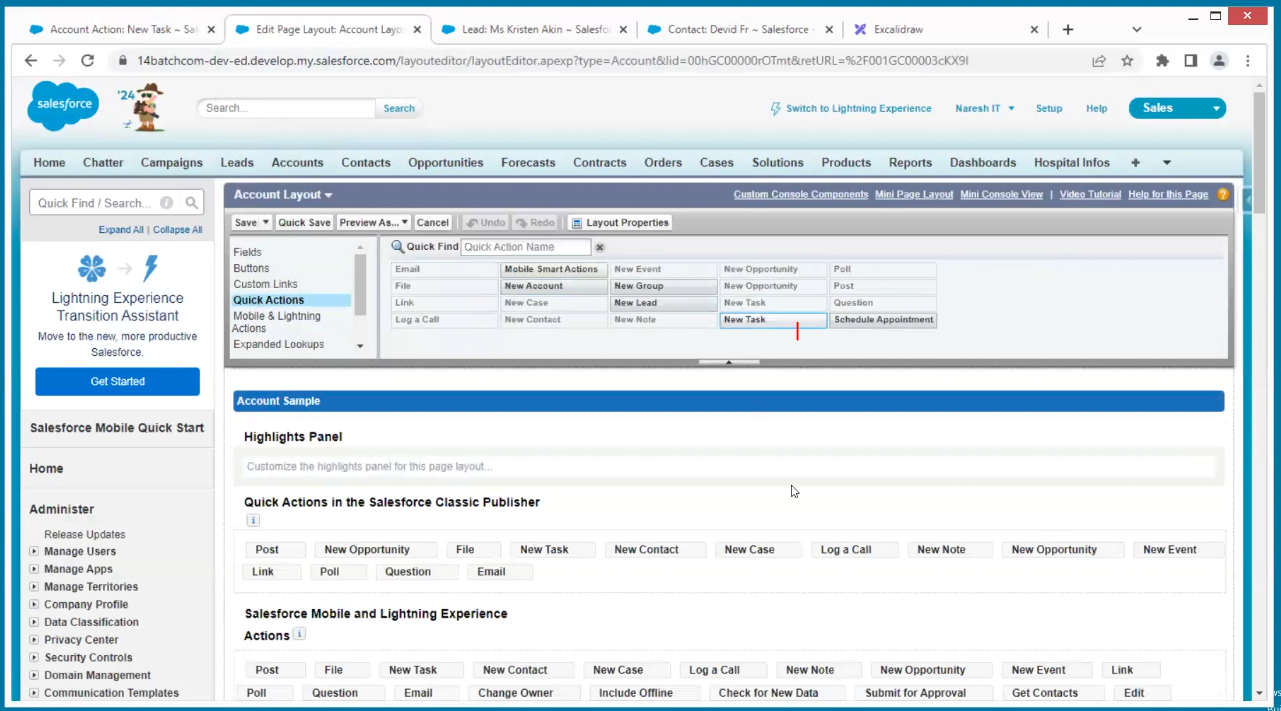 Account Action: New Task ~ Sal
Edit Page Layout: Account Layo
Lead: Ms Kristen Akin ~ Salesfo
Contact: Devid Fr ~ Salesforce
Excalidraw
14batchcom-dev-ed.develop.my.salesforce.com/layouteditor/layoutEditor.apexp?type=Account&lid=00hGC00000rOTmt&retURL=%2F001GC00003cKX9I
salesforce
'24
Search...
Search
Switch to Lightning Experience
Naresh IT
Setup
Help
Sales
Home Chatter Campaigns Leads Accounts Contacts Opportunities Forecasts Contracts Orders Cases Solutions Products Reports Dashboards Hospital Infos +
Quick Find / Search...
Expand All | Collapse All
Lightning Experience
Transition Assistant
Move to the new, more productive
Salesforce.
Get Started
Salesforce Mobile Quick Start
Home
Administer
Release Updates
Manage Users
Manage Apps
Manage Territories
Company Profile
Data Classification
Privacy Center
Security Controls
Domain Management
Communication Templates
Account Layout
Custom Console Components Mini Page Layout Mini Console View | Video Tutorial Help for this Page
Save Quick Save Preview As... Cancel Undo Redo Layout Properties
Fields
Buttons
Custom Links
Quick Actions
Mobile & Lightning
Actions
Expanded Lookups
Quick Find Quick Action Name
Email Mobile Smart Actions New Event New Opportunity Poll
File New Account New Group New Opportunity Post
Link New Case New Lead New Task Question
Log a Call New Contact New Note New Task Schedule Appointment
Account Sample
Highlights Panel
Customize the highlights panel for this page layout...
Quick Actions in the Salesforce Classic Publisher
Post New Opportunity File New Task New Contact New Case Log a Call New Note New Opportunity New Event
Link Poll Question Email
Salesforce Mobile and Lightning Experience
Actions
Post File New Task New Contact New Case Log a Call New Note New Opportunity New Event Link
Poll Question Email Change Owner Include Offline Check for New Data Submit for Approval Get Contacts Edit